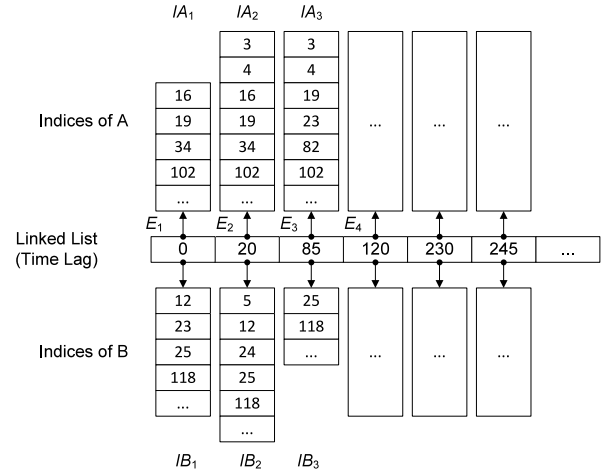 IA1 IA2 IA3
3 3
4 4
16 16 19
Indices of A 19 19 23 ... ... ...
34 34 82
102 102 102
... ... ...
E1 E2 E3 E4
Linked List
(Time Lag) 0 20 85 120 230 245 ...
12 5 25
23 12 118
Indices of B 25 24 ... ... ... ...
118 25
... 118
...
IB1 IB2 IB3